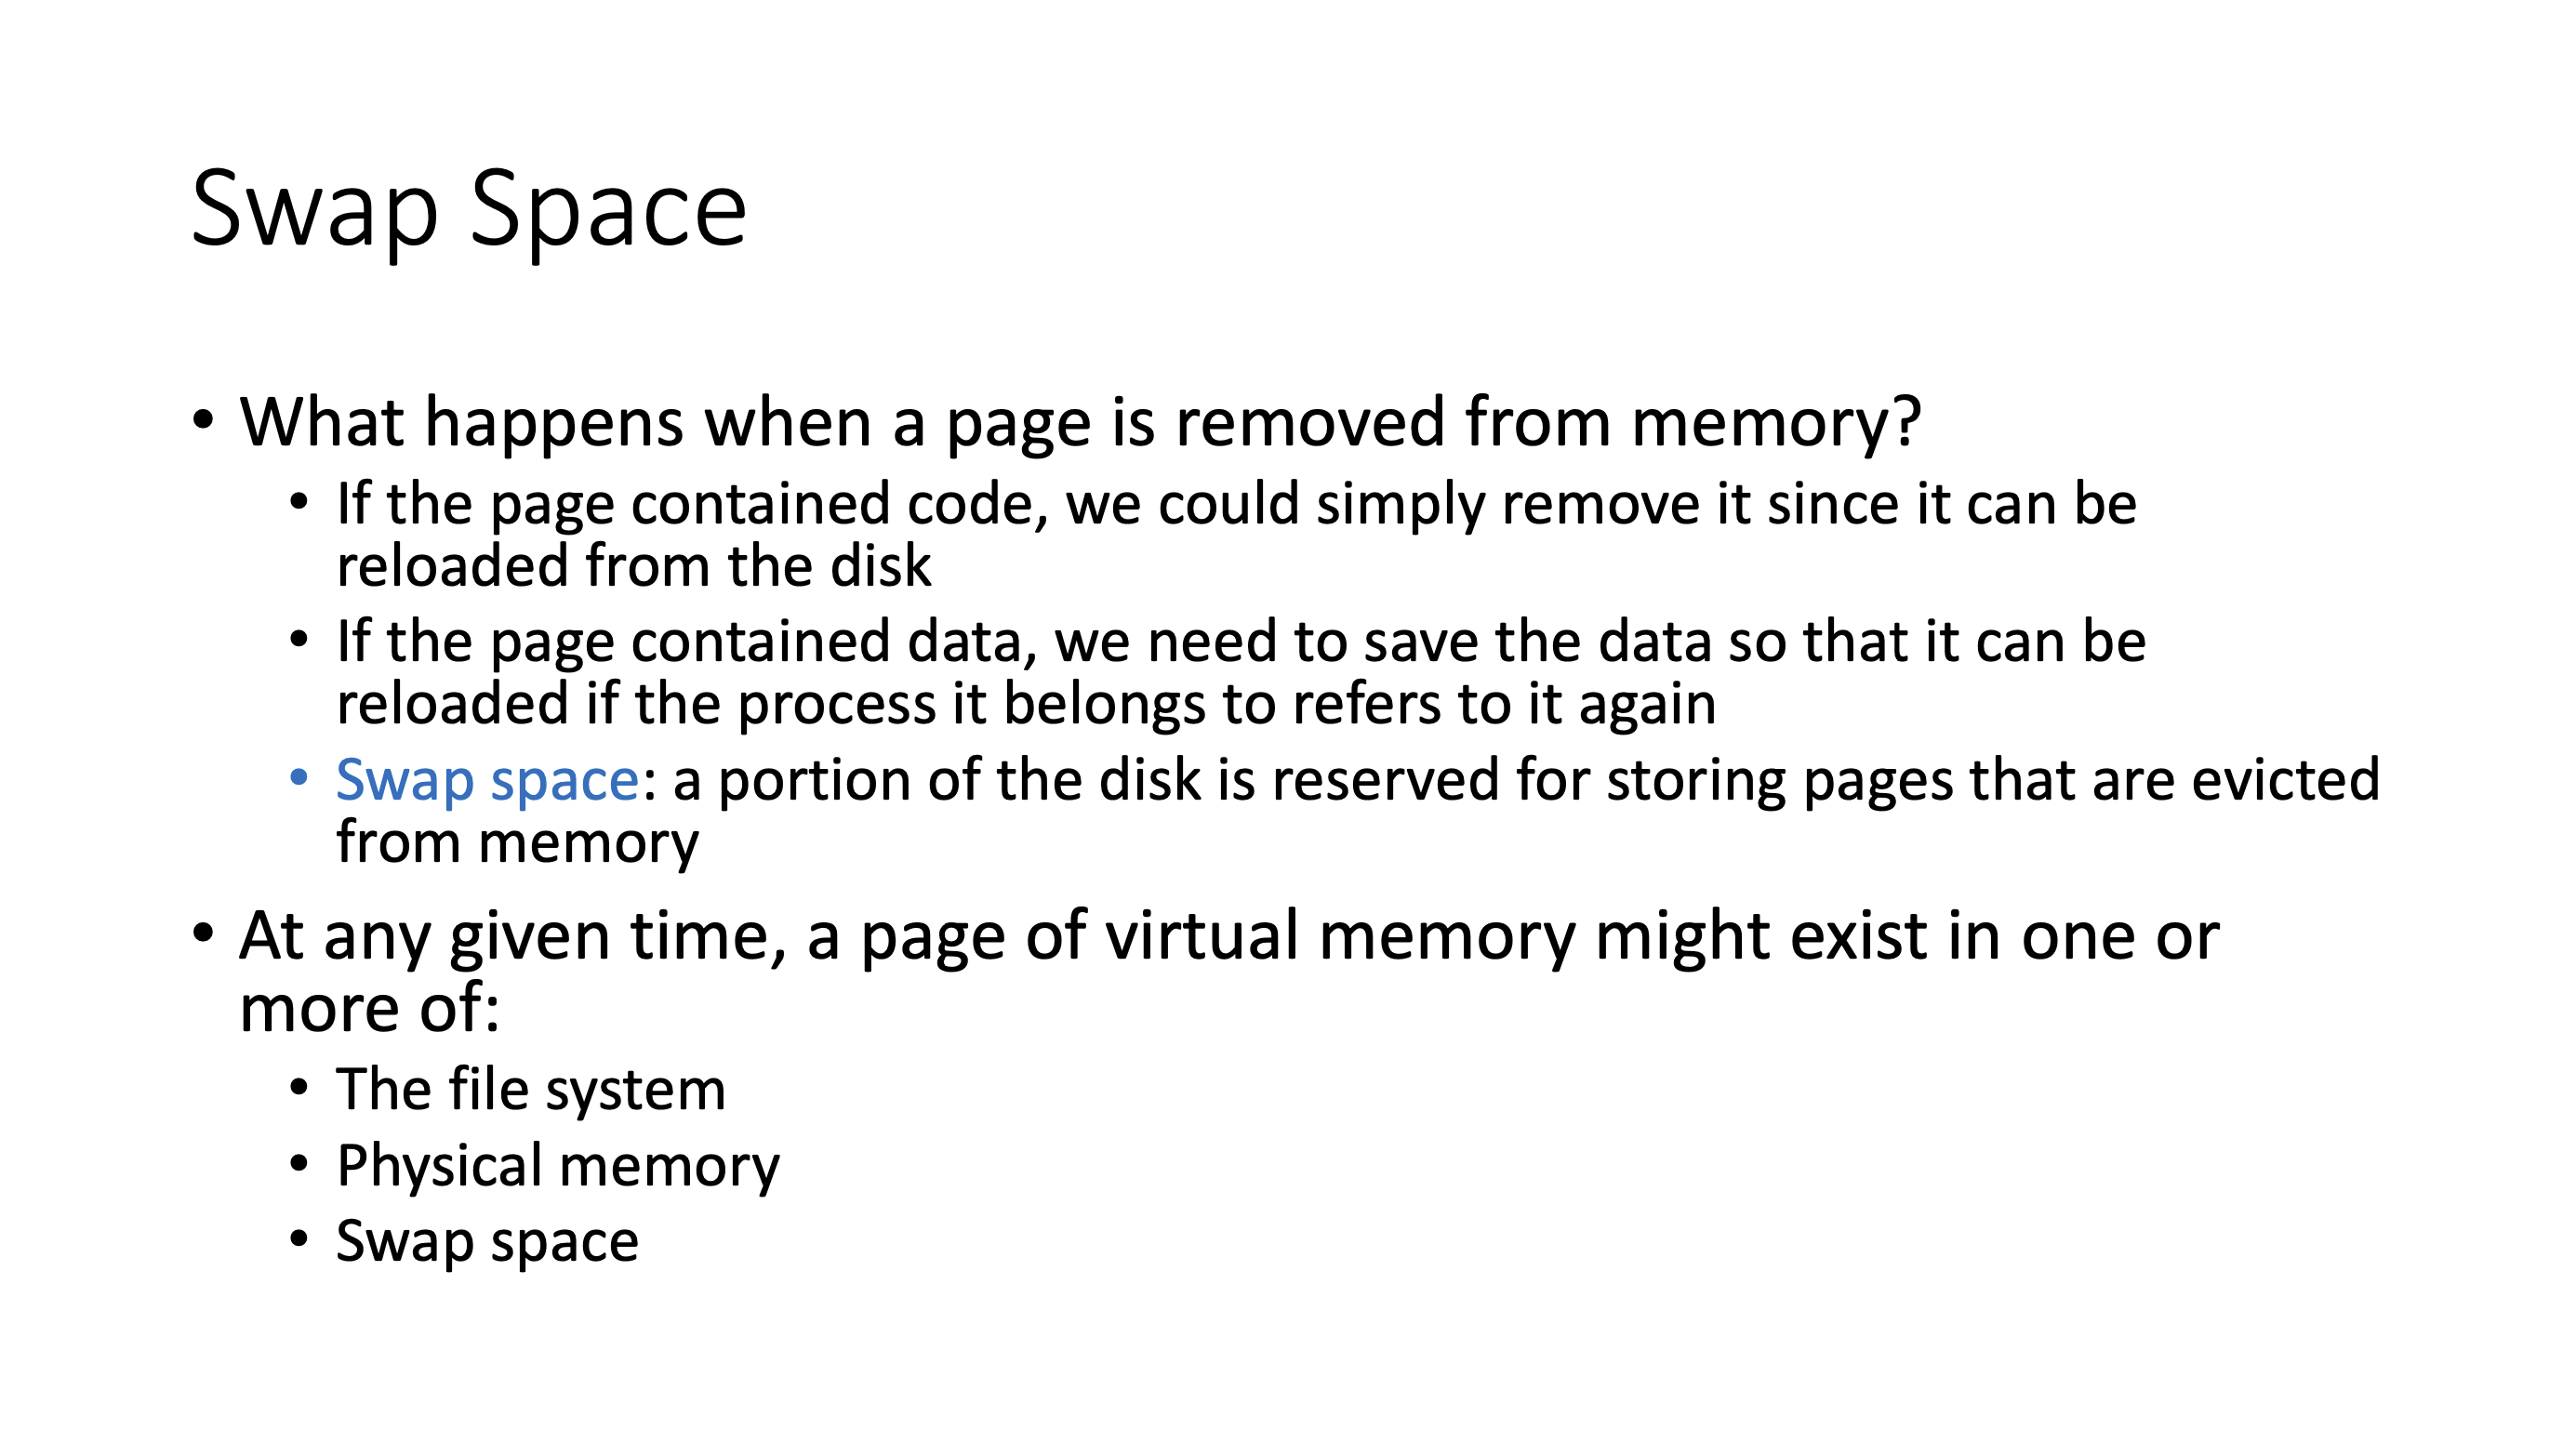 Swap Space
• What happens when a page is removed from memory?
• If the page contained code, we could simply remove it since it can be
reloaded from the disk
• If the page contained data, we need to save the data so that it can be
reloaded if the process it belongs to refers to it again
• Swap space: a portion of the disk is reserved for storing pages that are evicted
from memory
• At any given time, a page of virtual memory might exist in one or
more of:
• The file system
• Physical memory
• Swap space